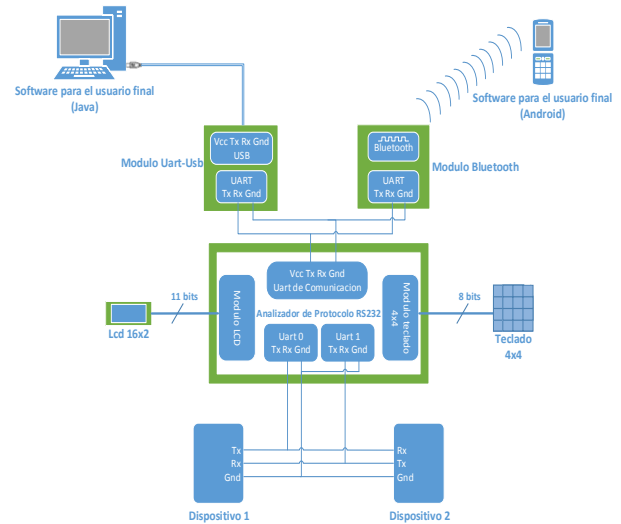 Software para el usuario final
(Java)
Software para el usuario final
(Android)
Modulo Uart-Usb
Vcc Tx Rx Gnd
USB
UART
Tx Rx Gnd
Bluetooth
UART
Tx Rx Gnd
Modulo Bluetooth
Vcc Tx Rx Gnd
Uart de Comunicacion
11 bits
Lcd 16x2
Modulo LCD
Analizador de Protocolo RS232
Uart 0
Tx Rx Gnd
Uart 1
Tx Rx Gnd
Modulo teclado
4x4
8 bits
Teclado
4x4
Tx
Rx
Gnd
Rx
Tx
Gnd
Dispositivo 1
Dispositivo 2